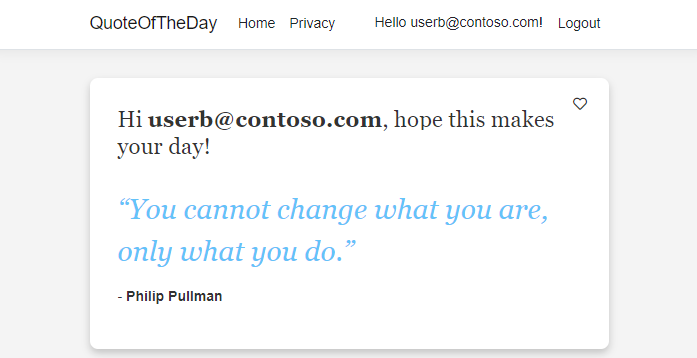 QuoteOfTheDay Home Privacy Hello userb@contoso.com! Logout
Hi userb@contoso.com, hope this makes
your day!
“You cannot change what you are,
only what you do.”
- Philip Pullman